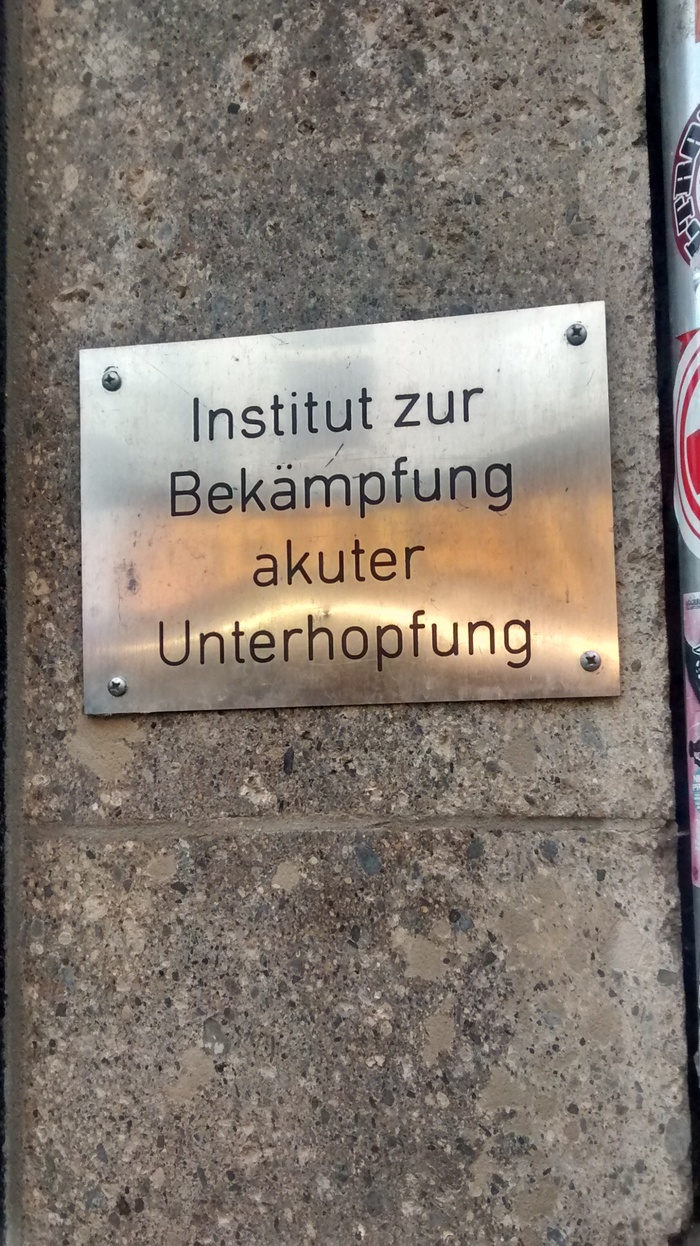 Institut zur
Bekämpfung
akuter
Unterhopfung